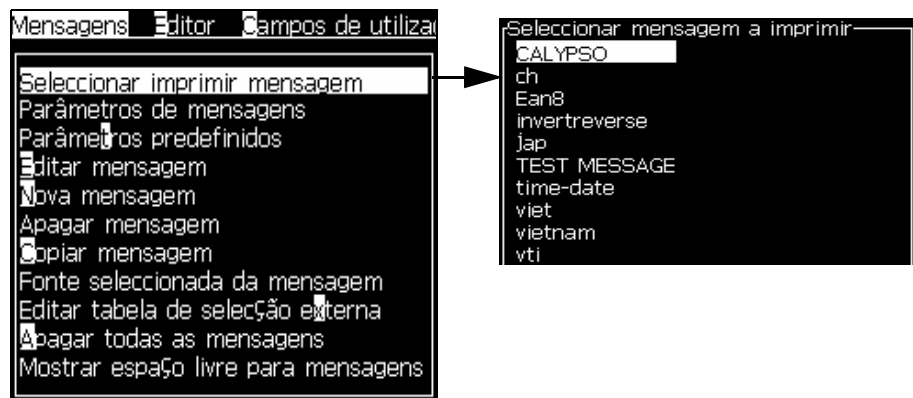 Mensagens Editor Campos de utiliza
Seleccionar imprimir mensagem
Parâmetros de mensagens
Parâmetros predefinidos
Editar mensagem
Nova mensagem
Apagar mensagem
Copiar mensagem
Fonte seleccionada da mensagem
Editar tabela de selecção externa
Apagar todas as mensagens
Mostrar espaço livre para mensagens
Seleccionar mensagem a imprimir
CALYPSO
ch
Ean8
invertreverse
jap
TEST MESSAGE
time-date
viet
vietnam
vti